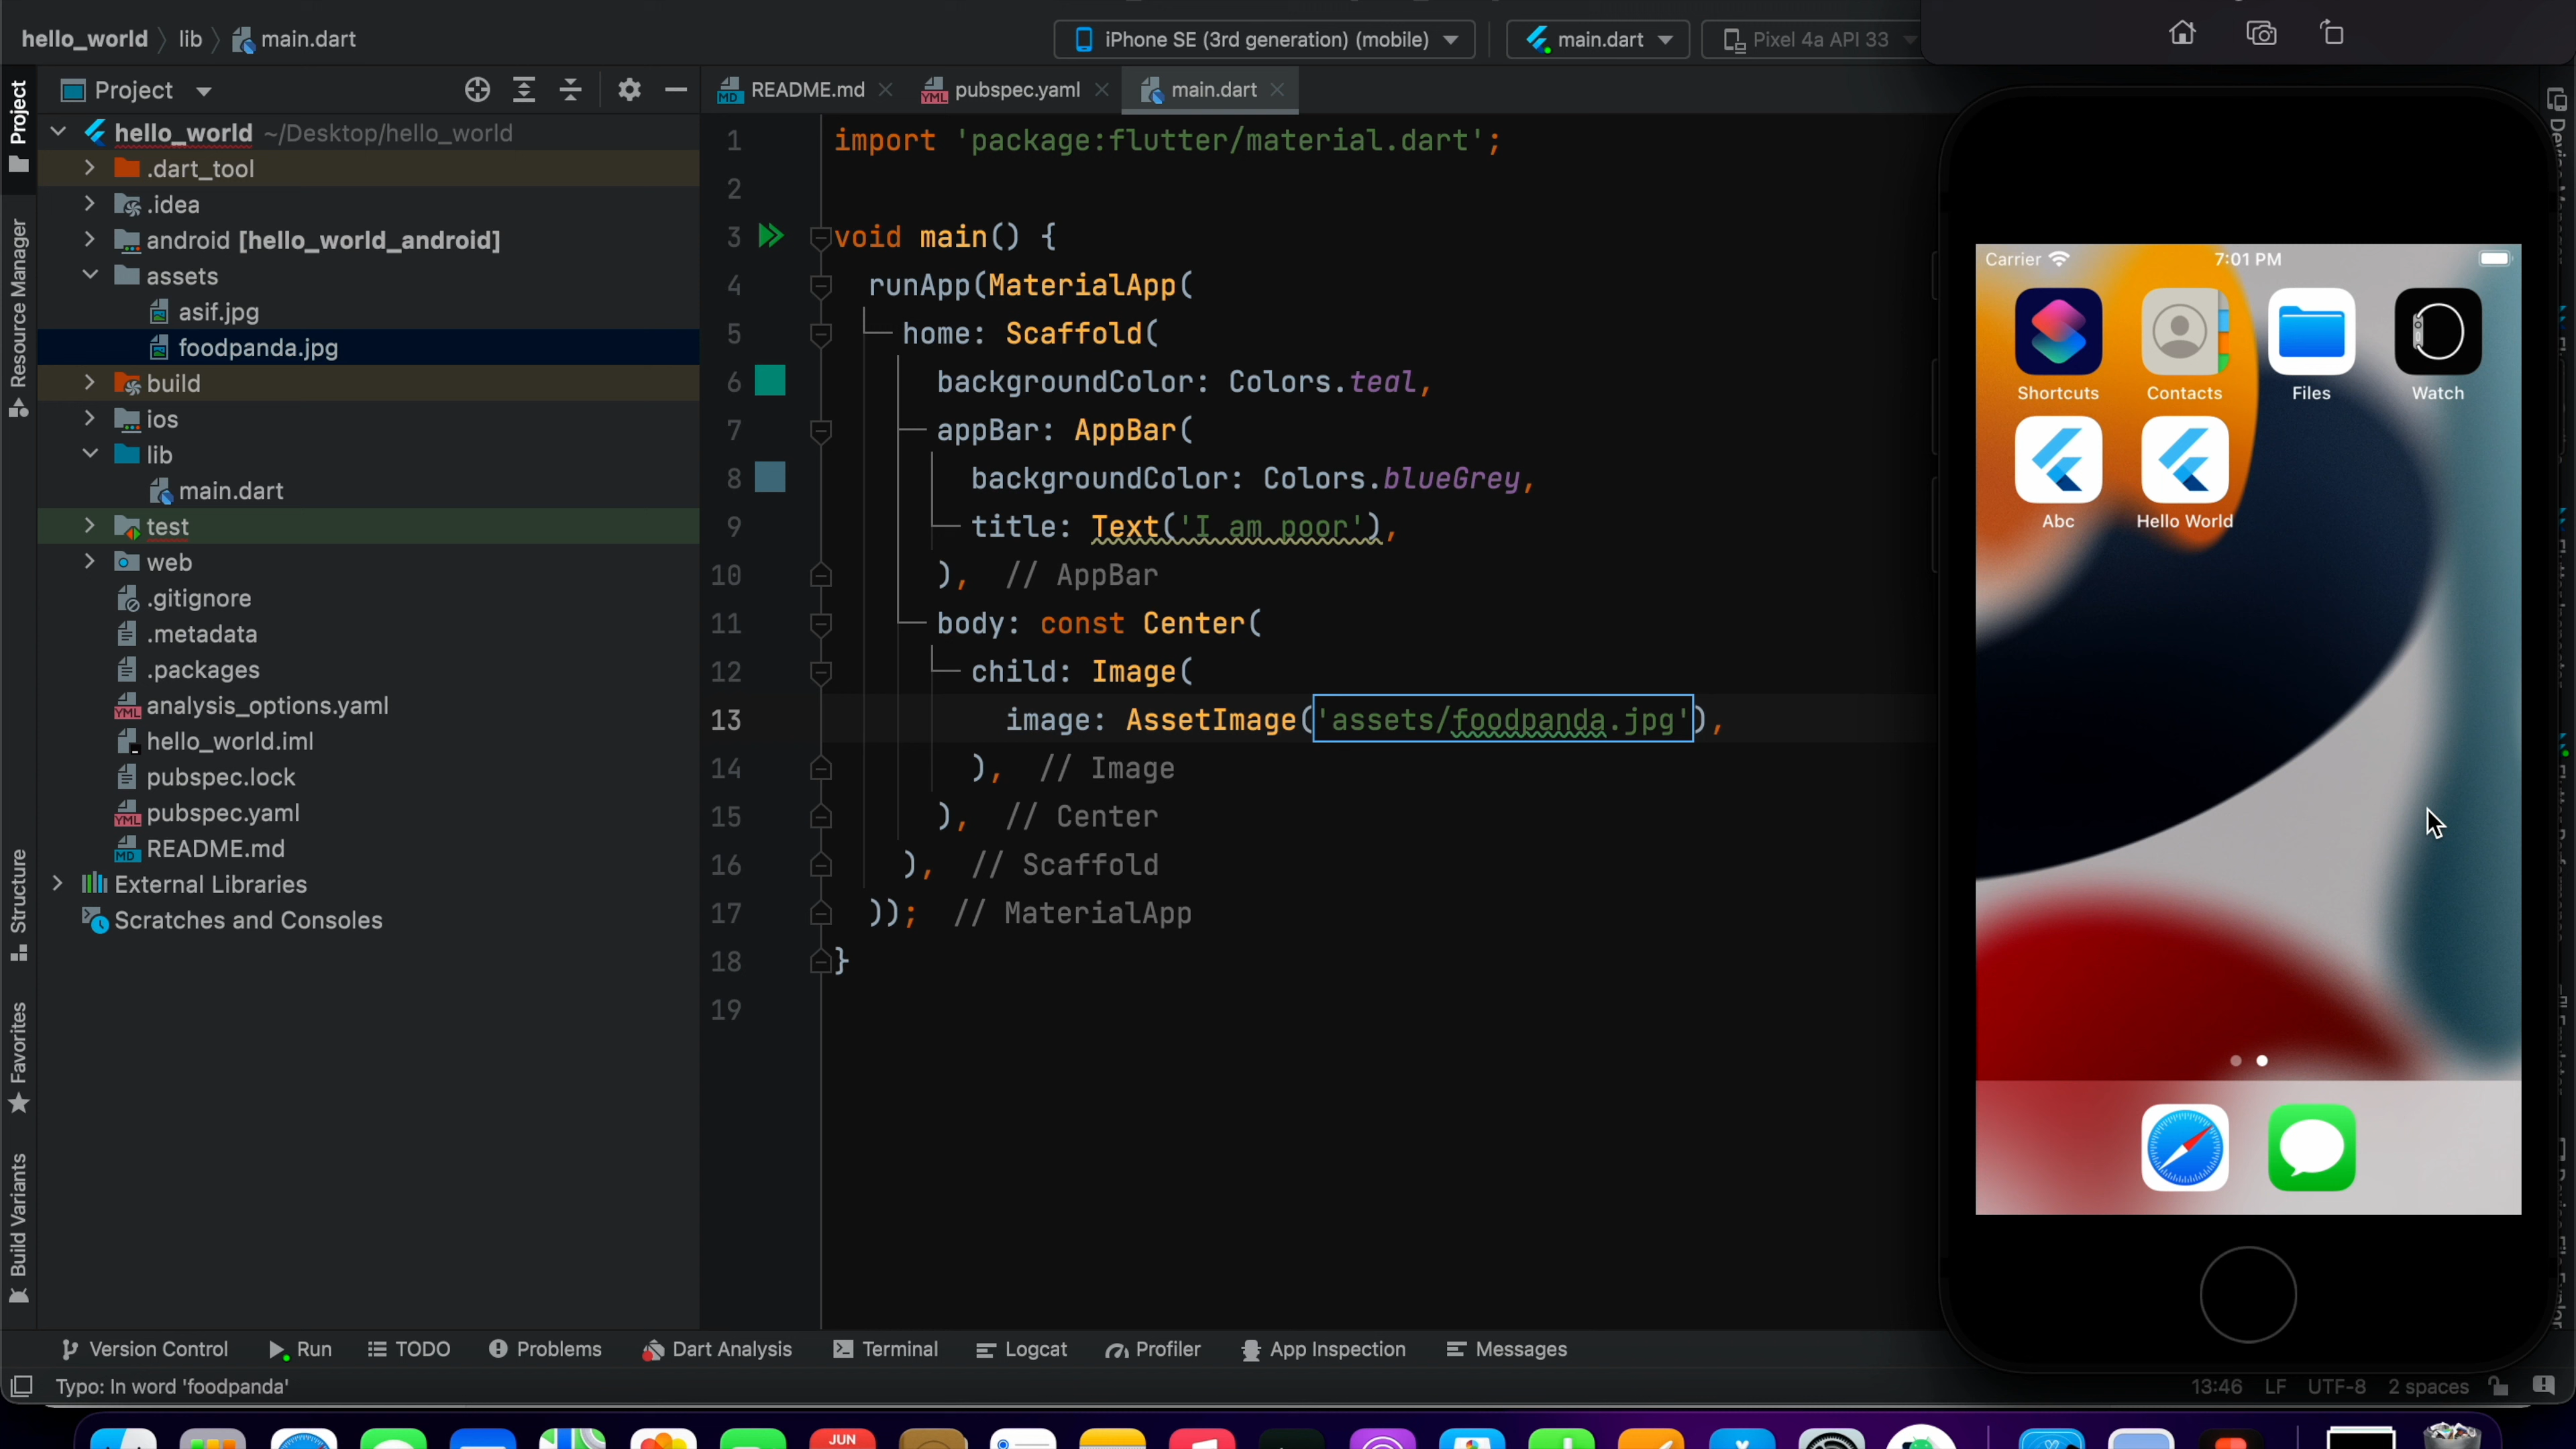 hello_world
lib
main.dart
iPhone SE (3rd generation) (mobile)
main.dart
Pixel 4a API 33
Project
README.md
pubspec.yaml
main.dart
Project
Resource Manager
Structure
Favorites
Build Variants
hello_world ~/Desktop/hello_world
.dart_tool
.idea
android [hello_world_android]
assets
asif.jpg
foodpanda.jpg
build
ios
lib
main.dart
test
web
.gitignore
.metadata
.packages
analysis_options.yaml
hello_world.iml
pubspec.lock
pubspec.yaml
README.md
External Libraries
Scratches and Consoles
1 import 'package:flutter/material.dart';
2
3 void main() {
4 runApp(MaterialApp(
5 home: Scaffold(
6 backgroundColor: Colors.teal,
7 appBar: AppBar(
8 backgroundColor: Colors.blueGrey,
9 title: Text('I am poor'),
10 ), // AppBar
11 body: const Center(
12 child: Image(
13 image: AssetImage('assets/foodpanda.jpg'),
14 ), // Image
15 ), // Center
16 ), // Scaffold
17 )); // MaterialApp
18 }
19
Carrier
7:01 PM
Shortcuts
Contacts
Files
Watch
Abc
Hello World
Version Control
Run
TODO
Problems
Dart Analysis
Terminal
Logcat
Profiler
App Inspection
Messages
Typo: In word 'foodpanda'
13:46
LF
UTF-8
2 spaces
JUN